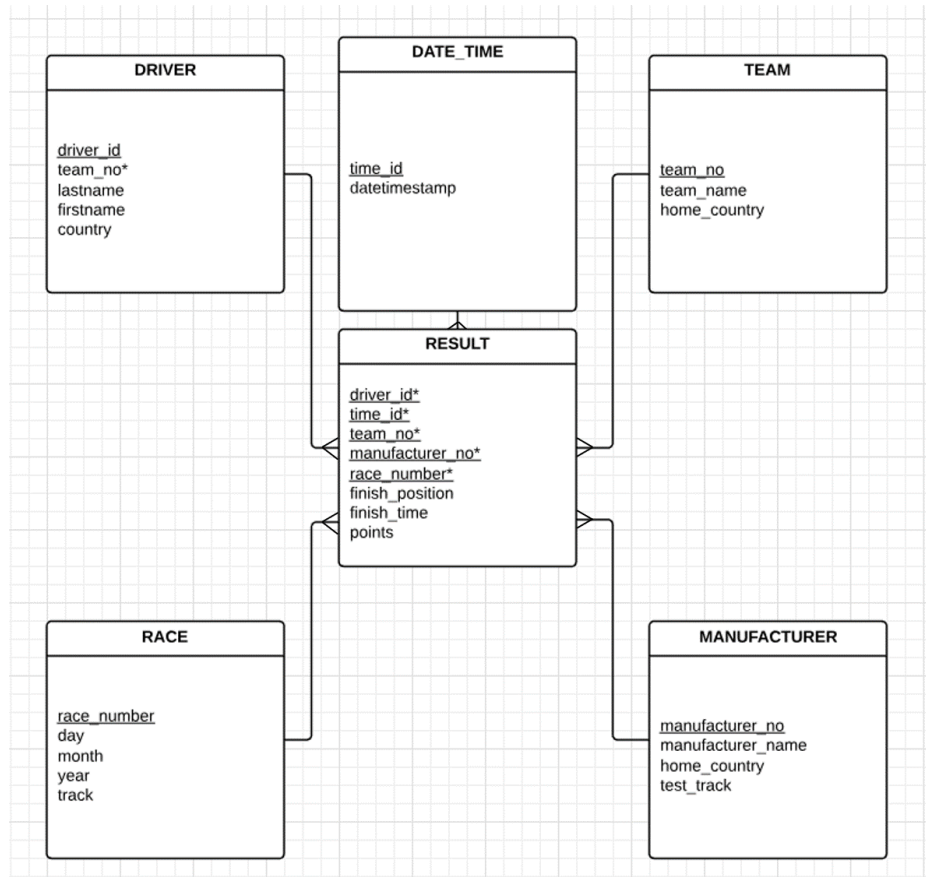 DRIVER
driver_id
team_no*
lastname
firstname
country
DATE_TIME
time_id
datetimestamp
TEAM
team_no
team_name
home_country
RESULT
driver_id*
time_id*
team_no*
manufacturer_no*
race_number*
finish_position
finish_time
points
RACE
race_number
day
month
year
track
MANUFACTURER
manufacturer_no
manufacturer_name
home_country
test_track